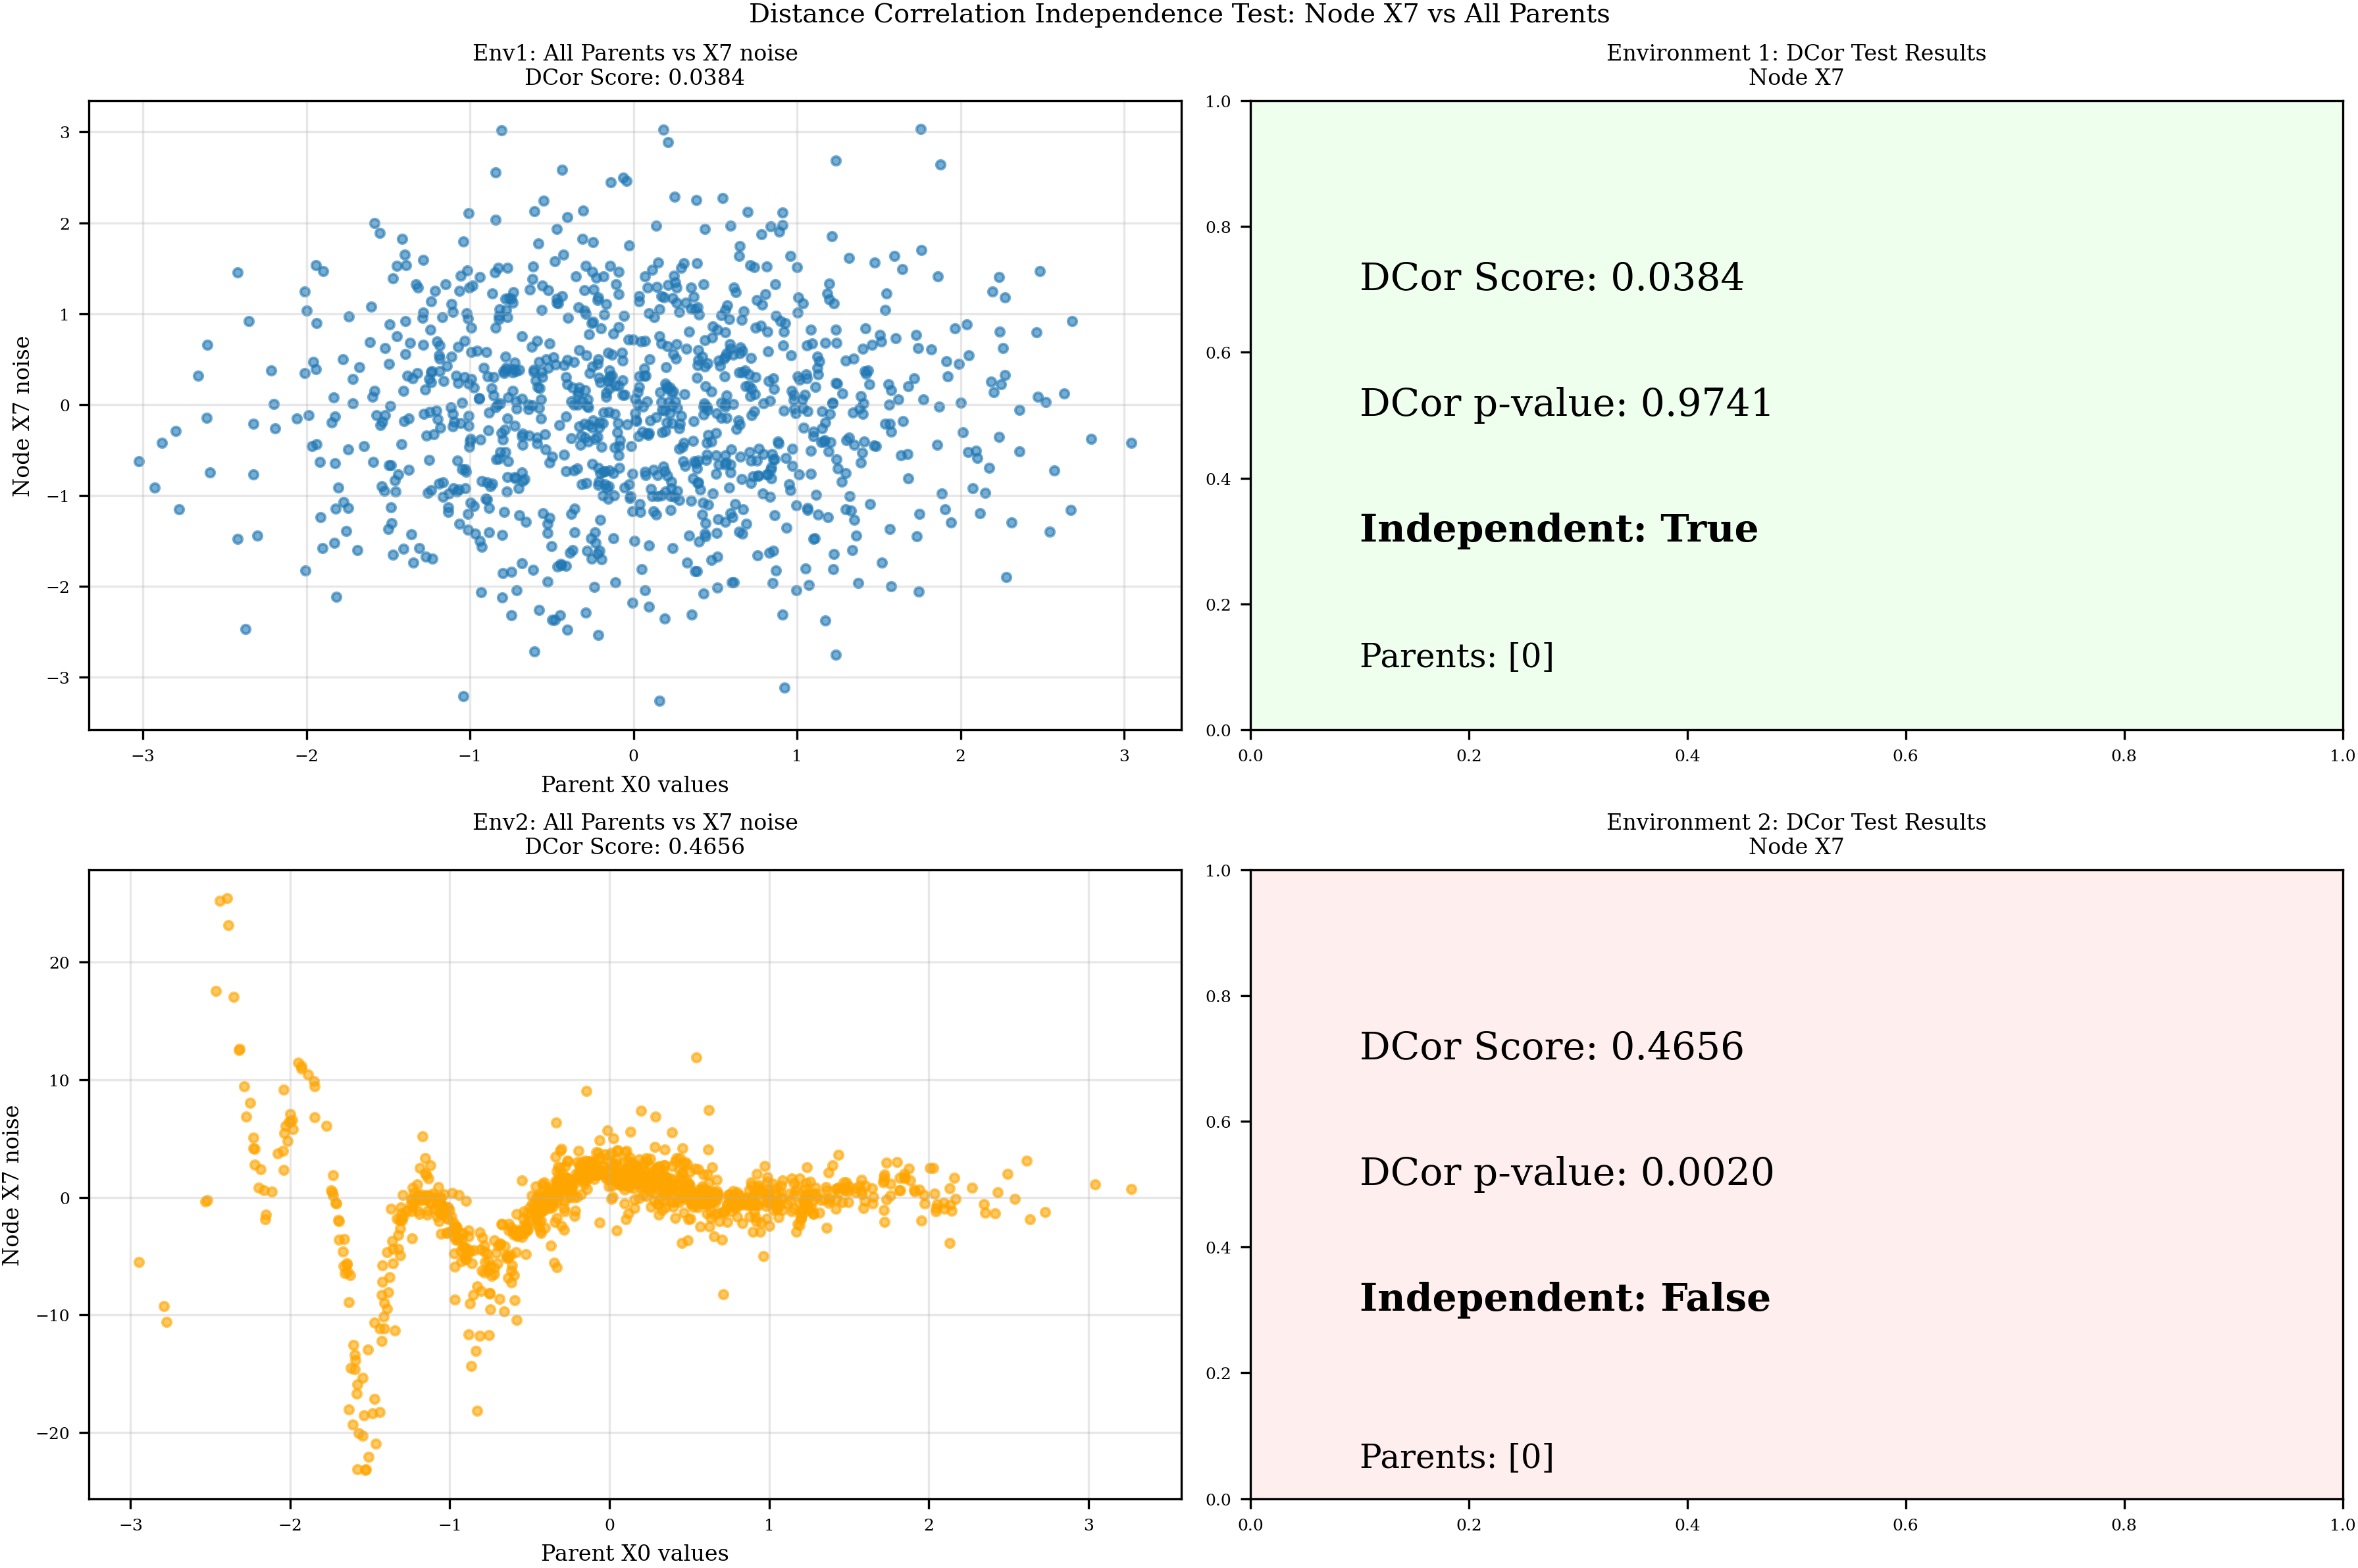 Distance Correlation Independence Test: Node X7 vs All Parents
Env1: All Parents vs X7 noise
DCor Score: 0.0384
3
2
1
0
−1
−2
−3
Node X7 noise
−3
−2
−1
0
1
2
3
Parent X0 values
Environment 1: DCor Test Results
Node X7
1.0
0.8
0.6
0.4
0.2
0.0
DCor Score: 0.0384
DCor p-value: 0.9741
Independent: True
Parents: [0]
0.0
0.2
0.4
0.6
0.8
1.0
Env2: All Parents vs X7 noise
DCor Score: 0.4656
20
10
0
−10
−20
Node X7 noise
−3
−2
−1
0
1
2
3
Parent X0 values
Environment 2: DCor Test Results
Node X7
1.0
0.8
0.6
0.4
0.2
0.0
DCor Score: 0.4656
DCor p-value: 0.0020
Independent: False
Parents: [0]
0.0
0.2
0.4
0.6
0.8
1.0